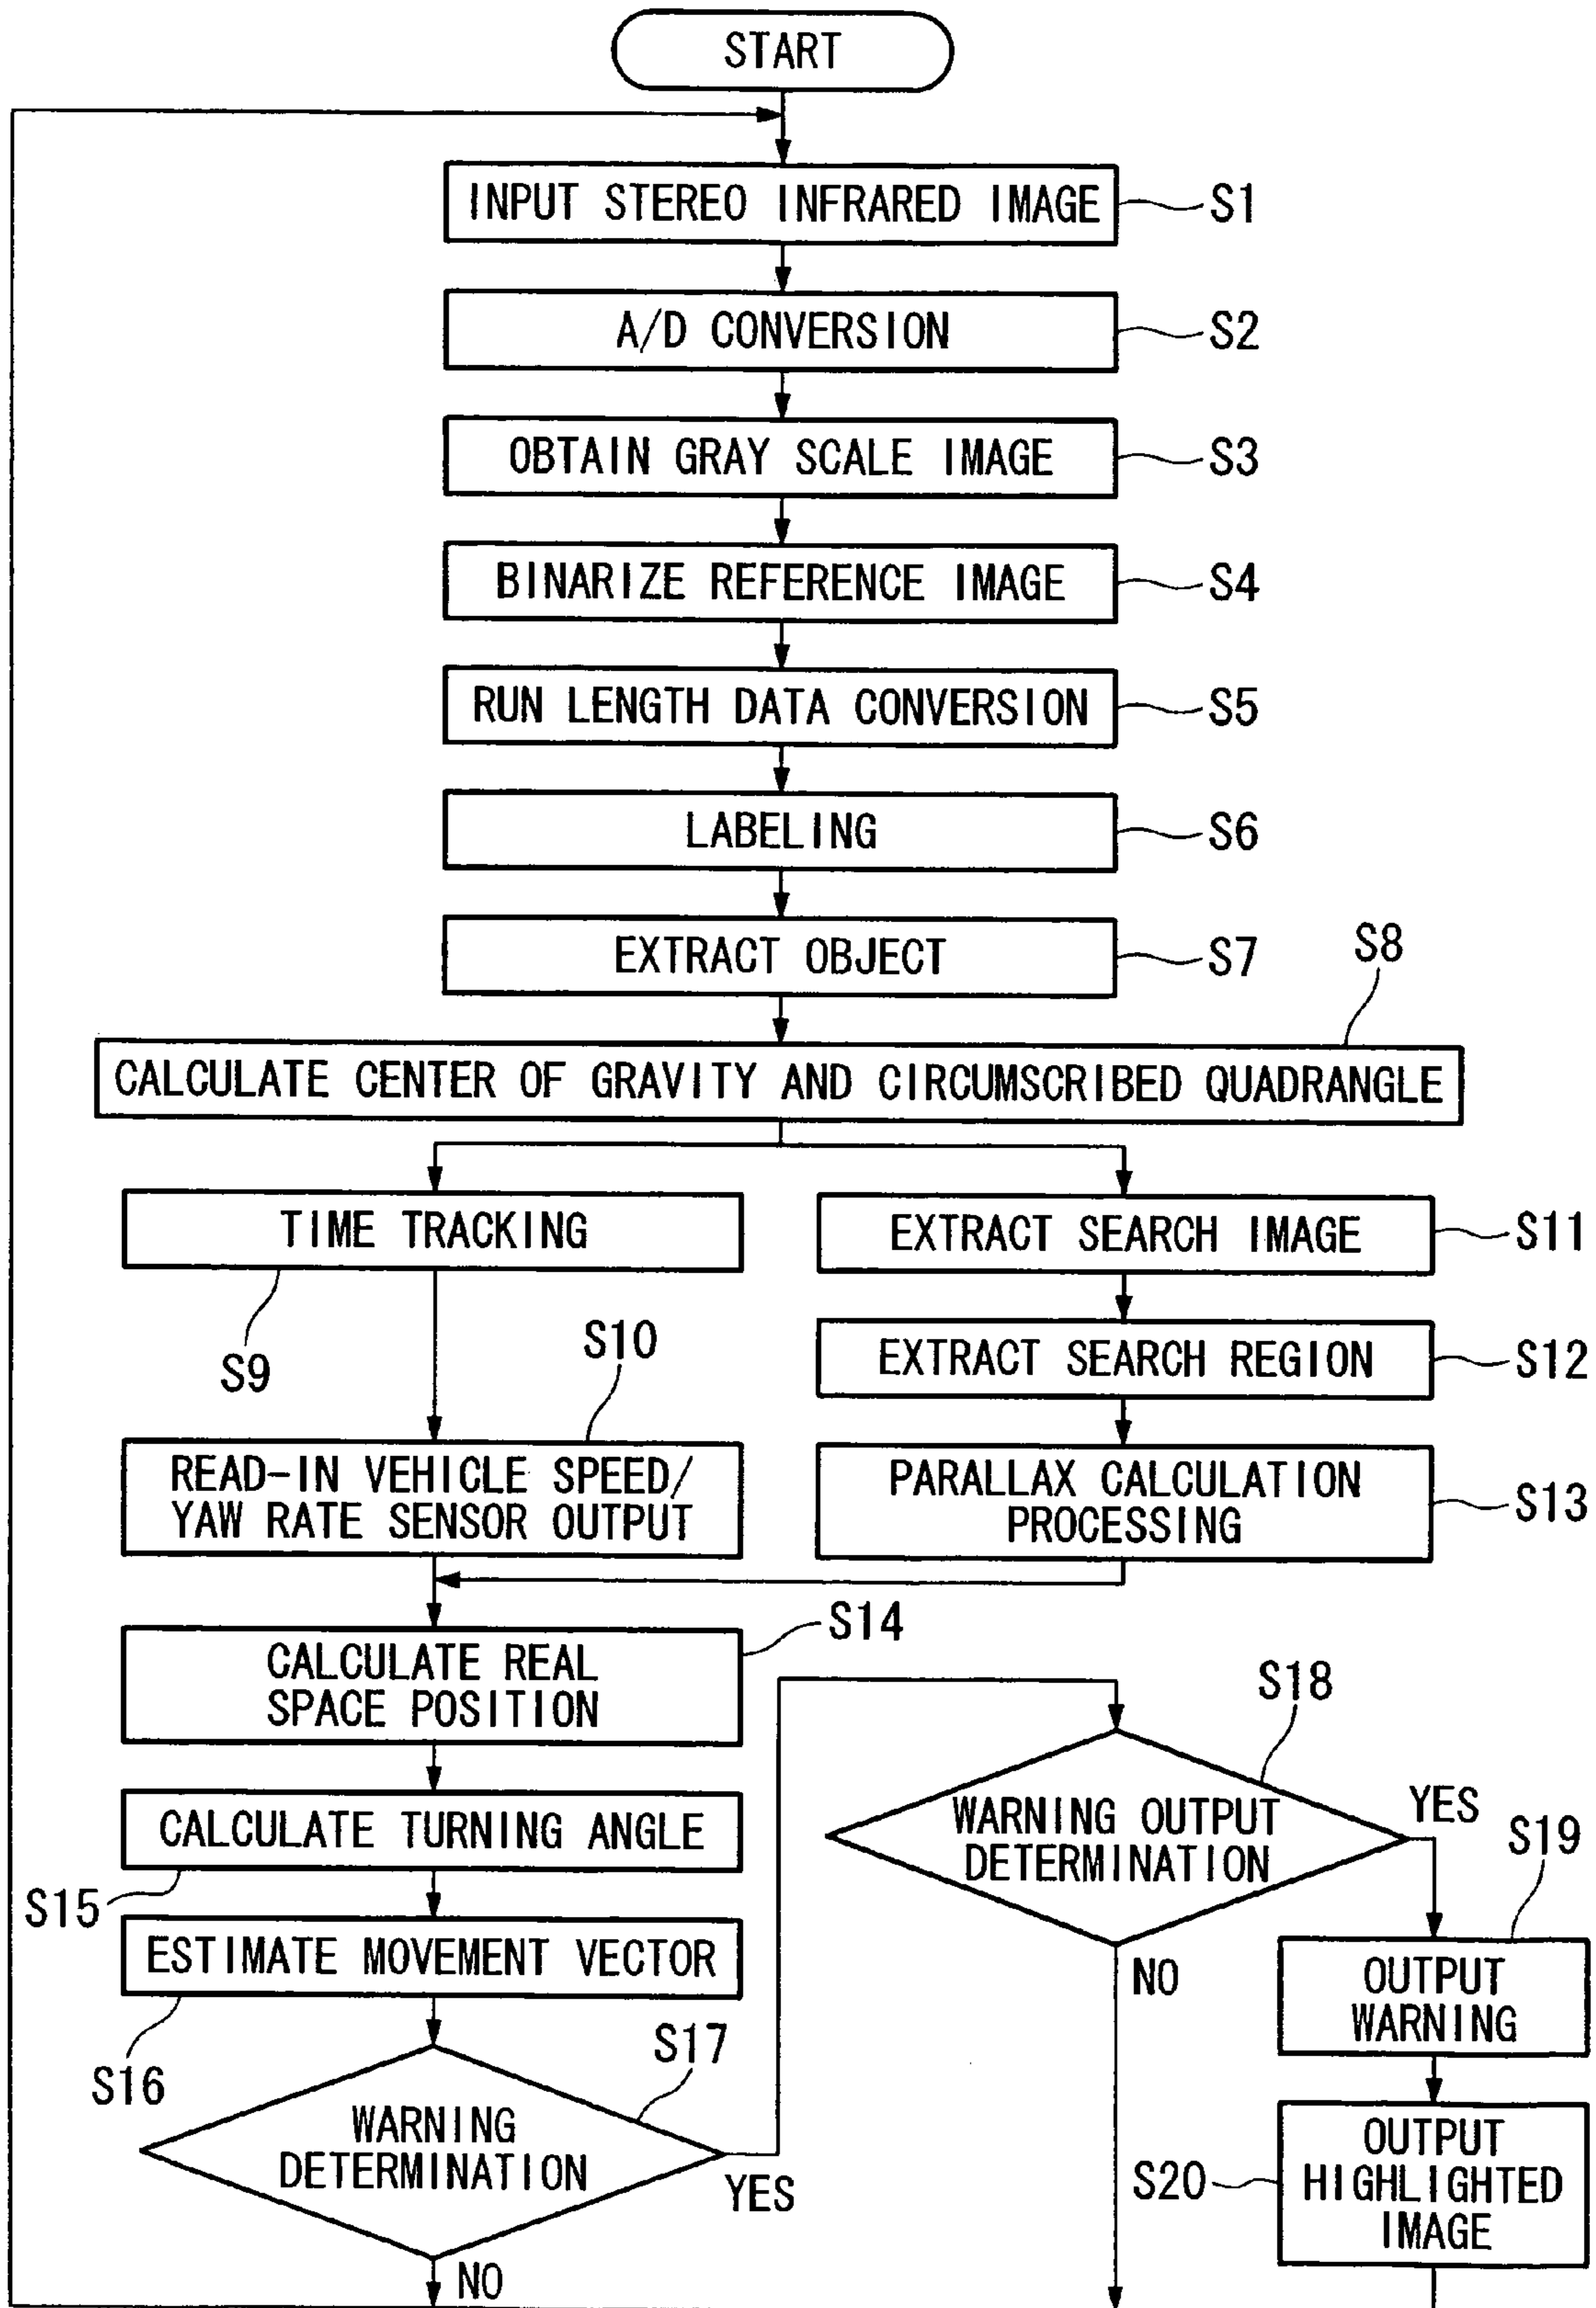 START
INPUT STEREO INFRARED IMAGE
S1
A/D CONVERSION
S2
OBTAIN GRAY SCALE IMAGE
S3
BINARIZE REFERENCE IMAGE
S4
RUN LENGTH DATA CONVERSION
S5
LABELING
S6
EXTRACT OBJECT
S7
S8
CALCULATE CENTER OF GRAVITY AND CIRCUMSCRIBED QUADRANGLE
TIME TRACKING
S9
S10
READ-IN VEHICLE SPEED/
YAW RATE SENSOR OUTPUT
EXTRACT SEARCH IMAGE
S11
EXTRACT SEARCH REGION
S12
PARALLAX CALCULATION
PROCESSING
S13
S14
CALCULATE REAL
SPACE POSITION
CALCULATE TURNING ANGLE
S15
ESTIMATE MOVEMENT VECTOR
S16
S17
WARNING
DETERMINATION
YES
NO
S18
WARNING OUTPUT
DETERMINATION
YES
NO
S19
OUTPUT
WARNING
S20
OUTPUT
HIGHLIGHTED
IMAGE